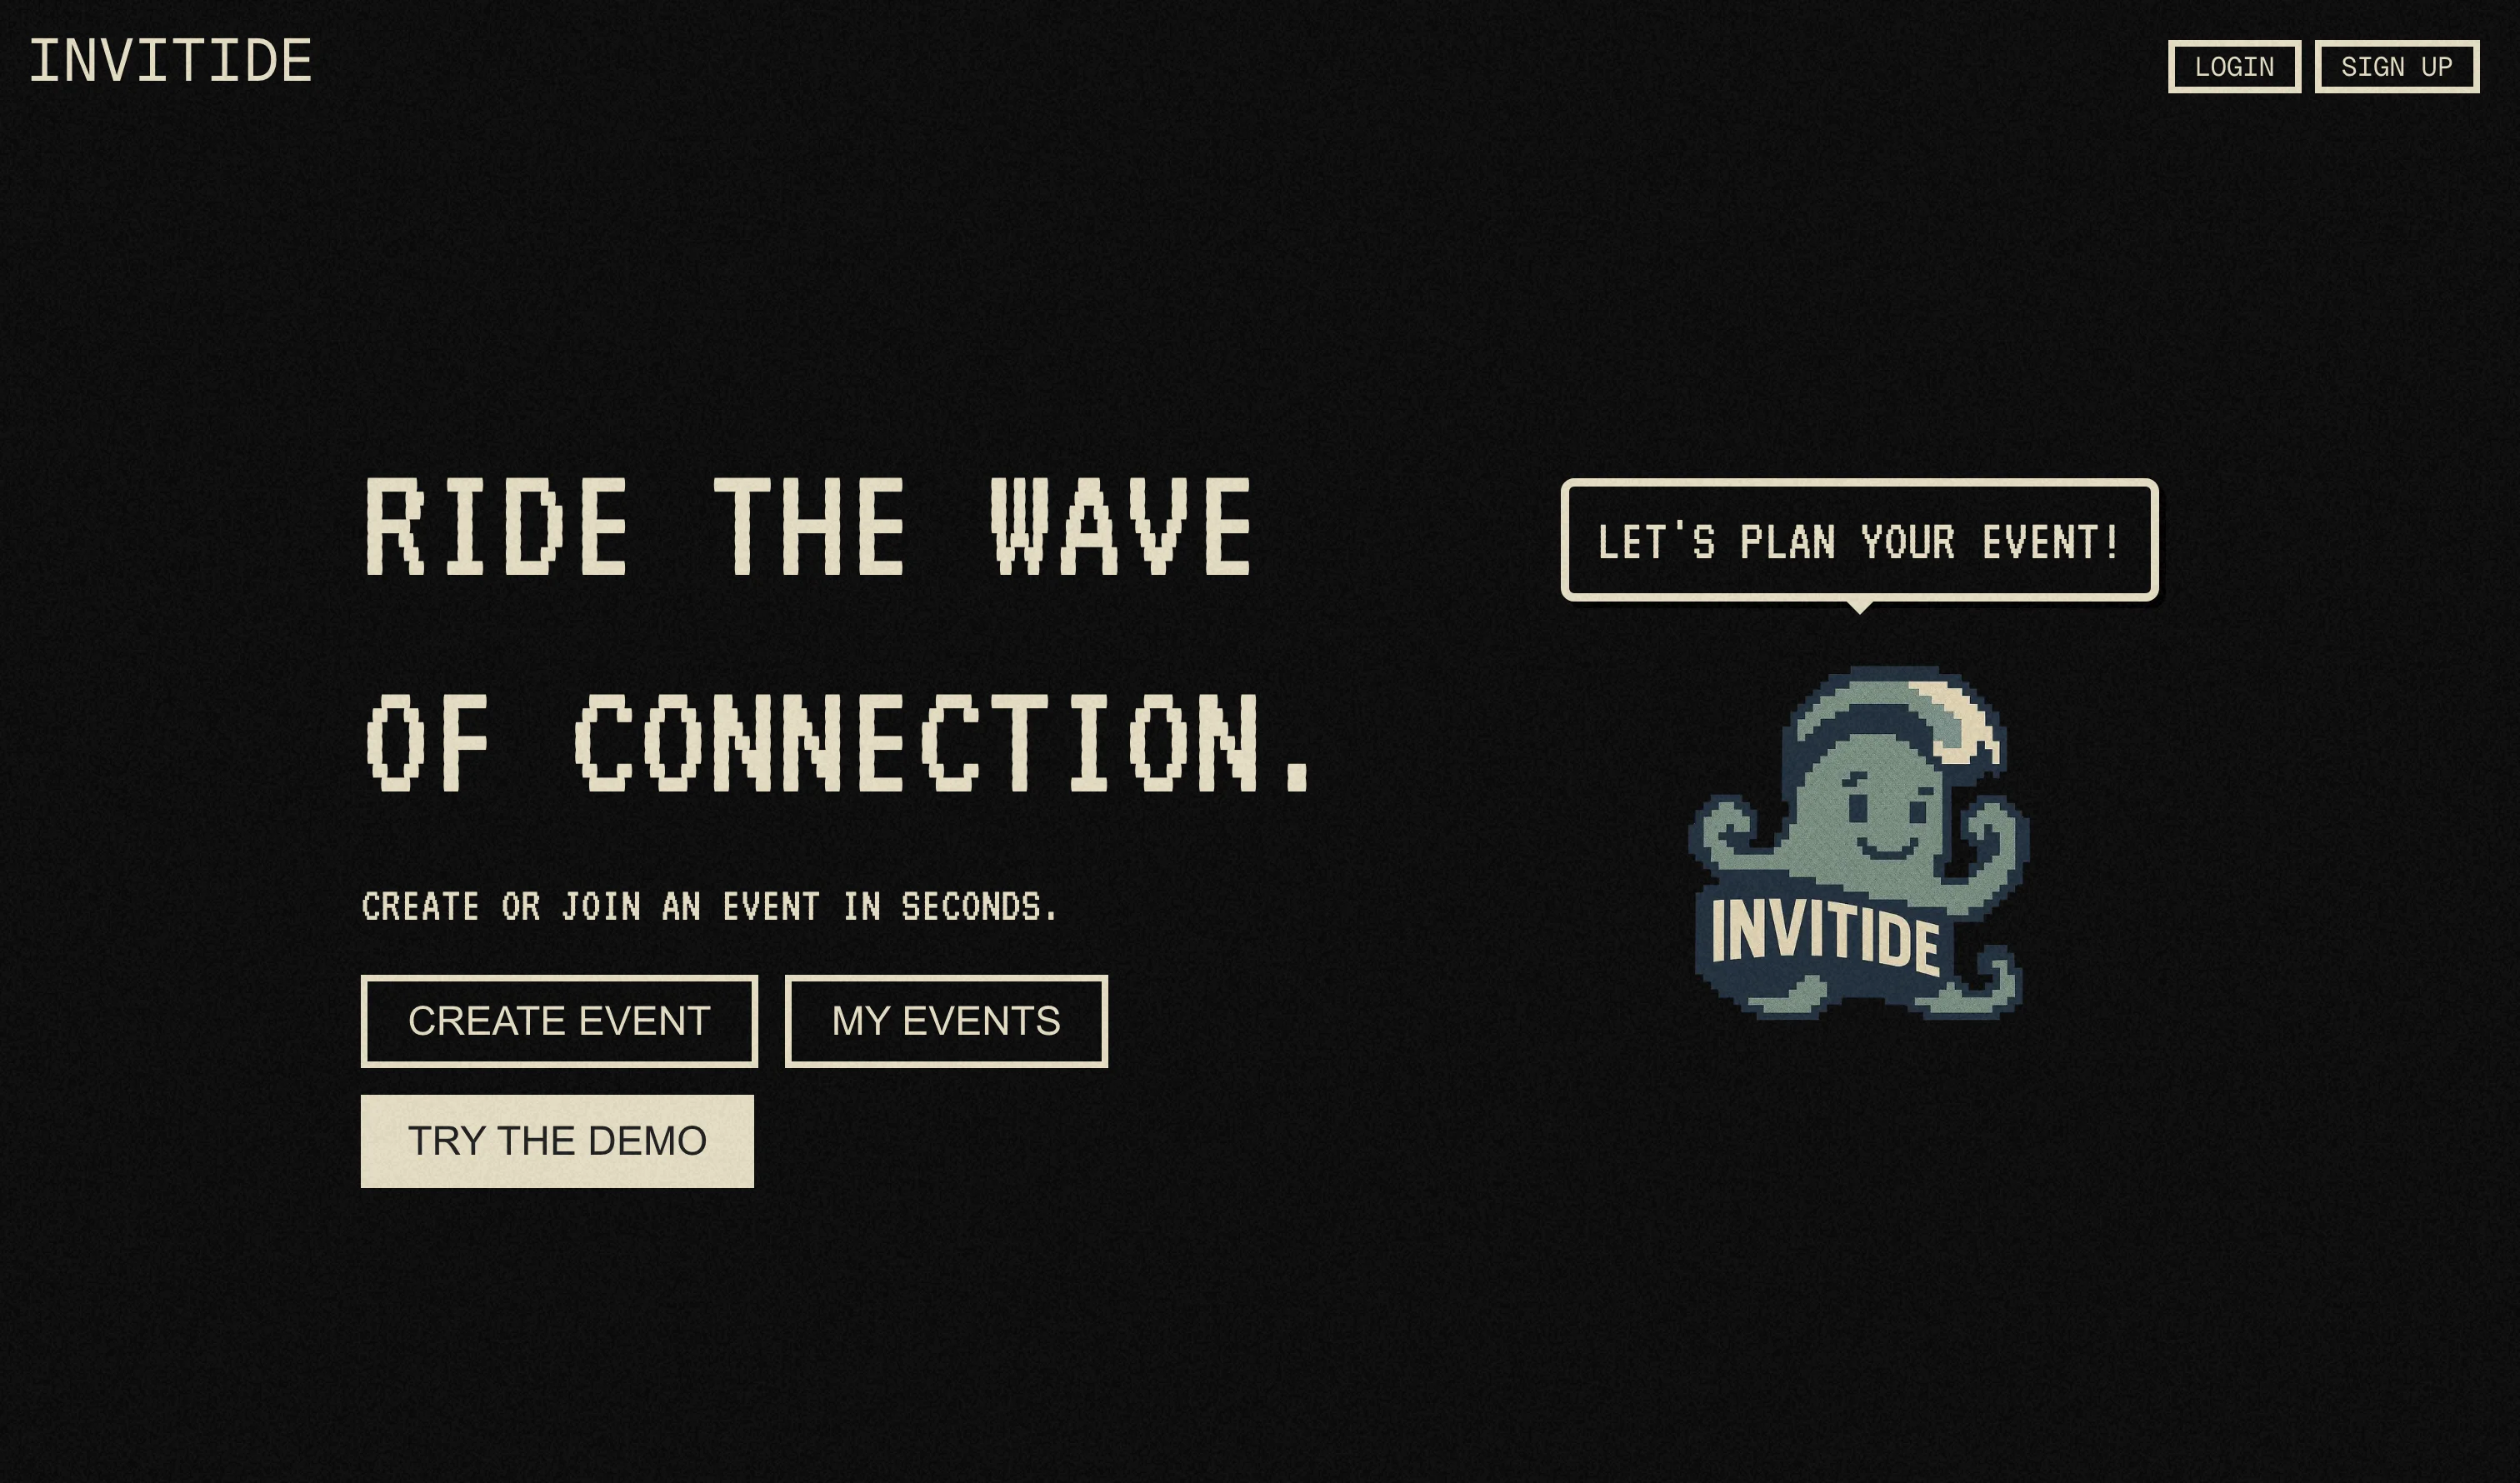 INVITIDE
LOGIN
SIGN UP
RIDE THE WAVE
OF CONNECTION.
CREATE OR JOIN AN EVENT IN SECONDS.
CREATE EVENT
MY EVENTS
TRY THE DEMO
LET'S PLAN YOUR EVENT!
INVITIDE